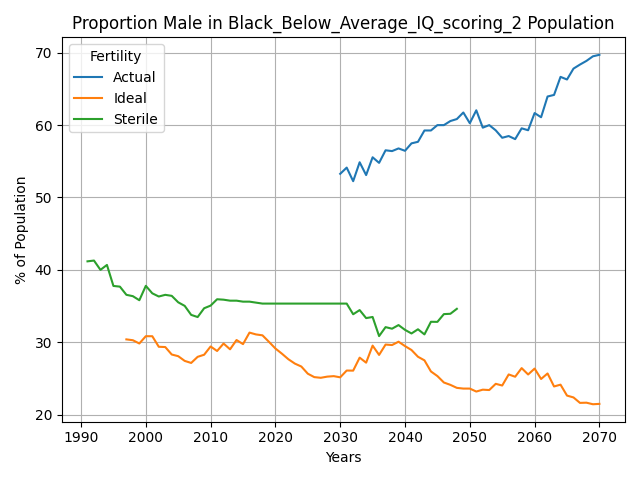 Proportion Male in Black_Below_Average_IQ_scoring_2 Population
Fertility
Actual
Ideal
Sterile
% of Population
70
60
50
40
30
20
1990 2000 2010 2020 2030 2040 2050 2060 2070
Years